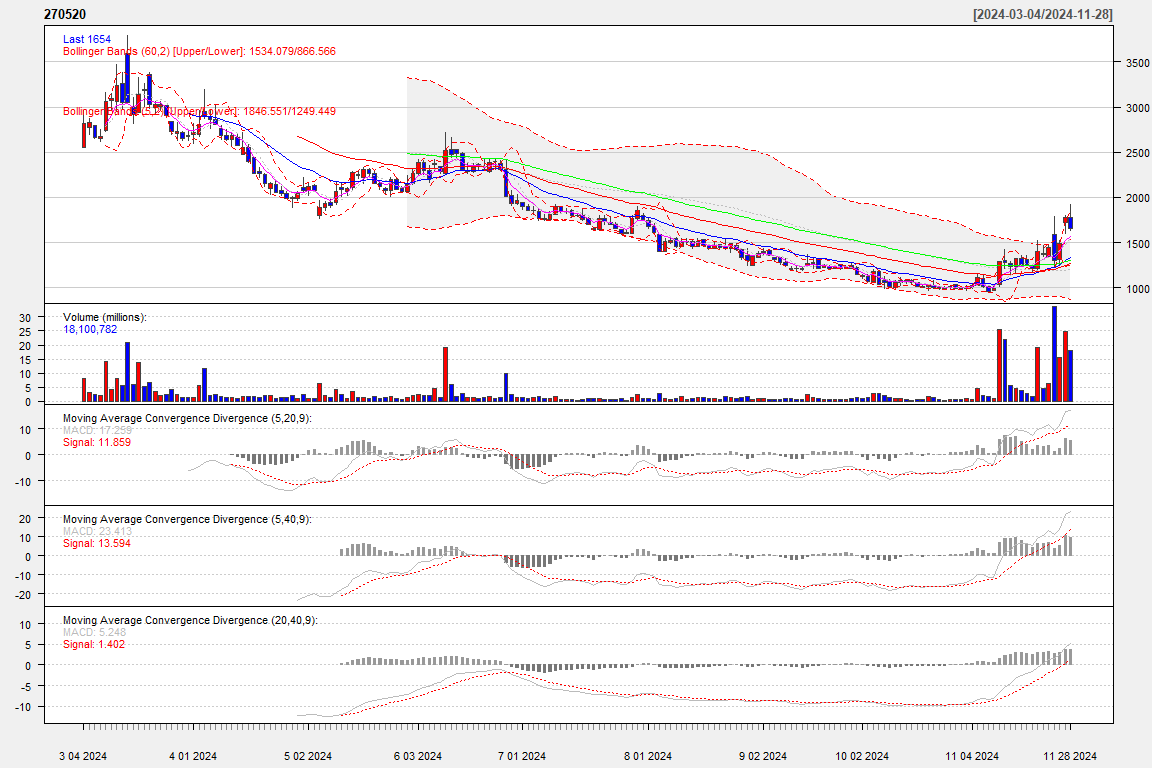 270520 [2024-03-04/2024-11-28]
Last 1654
Bollinger Bands (60,2) [Upper/Lower]: 1534.079/866.566
Bollinger Bands (5,2) [Upper/Lower]: 1846.551/1249.449
3500
3000
2500
2000
1500
1000
Volume (millions):
18,100,782
30
25
20
15
10
5
0
Moving Average Convergence Divergence (5,20,9):
MACD: 17.259
Signal: 11.859
10
0
-10
Moving Average Convergence Divergence (5,40,9):
MACD: 23.413
Signal: 13.594
20
10
0
-10
-20
Moving Average Convergence Divergence (20,40,9):
MACD: 5.248
Signal: 1.402
10
5
0
-5
-10
3 04 2024 4 01 2024 5 02 2024 6 03 2024 7 01 2024 8 01 2024 9 02 2024 10 02 2024 11 04 2024 11 28 2024